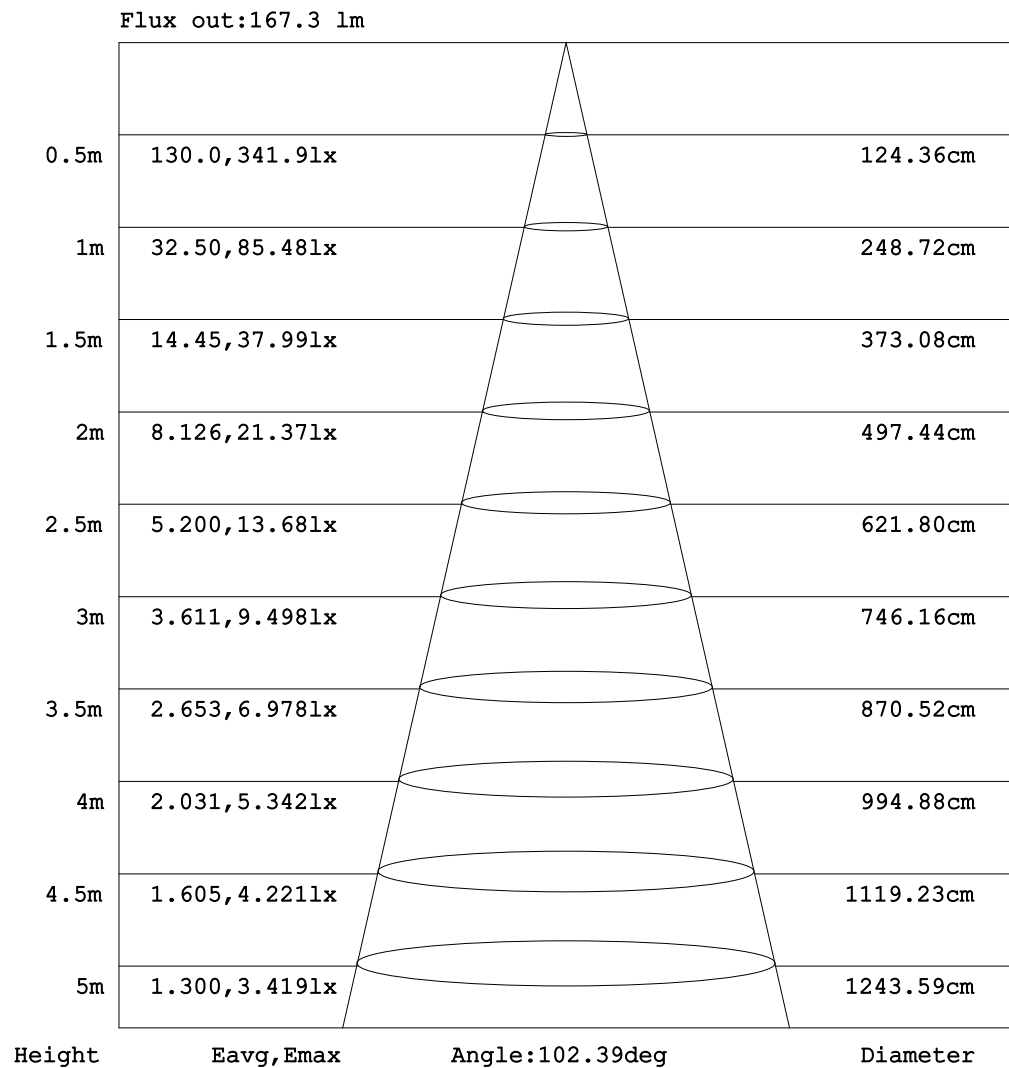 Flux out:167.3 lm
0.5m 130.0,341.9lx 124.36cm
1m 32.50,85.48lx 248.72cm
1.5m 14.45,37.99lx 373.08cm
2m 8.126,21.37lx 497.44cm
2.5m 5.200,13.68lx 621.80cm
3m 3.611,9.498lx 746.16cm
3.5m 2.653,6.978lx 870.52cm
4m 2.031,5.342lx 994.88cm
4.5m 1.605,4.221lx 1119.23cm
5m 1.300,3.419lx 1243.59cm
Height Eavg,Emax Angle:102.39deg Diameter